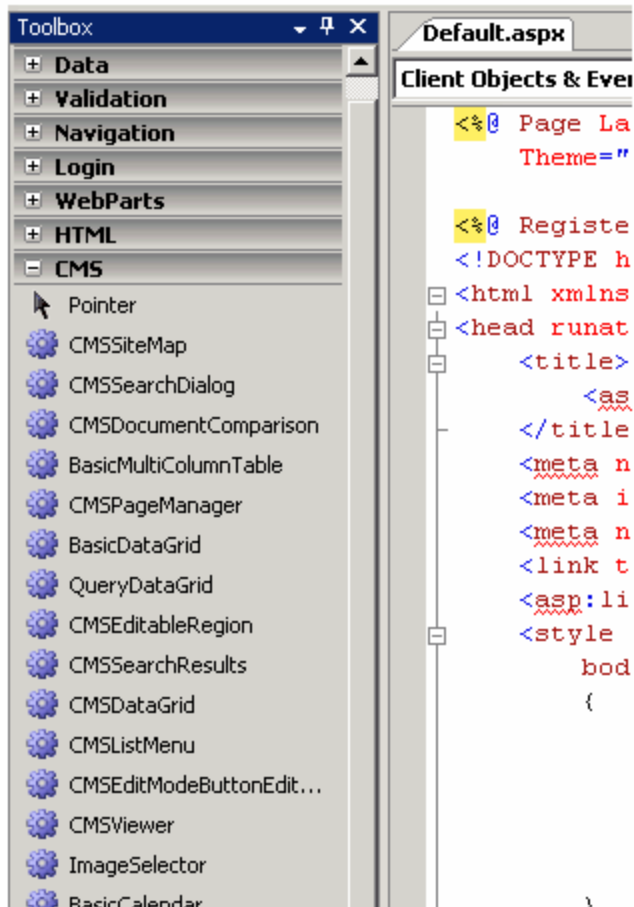 Toolbox
Data
Validation
Navigation
Login
WebParts
HTML
CMS
Pointer
CMSSiteMap
CMSSearchDialog
CMSDocumentComparison
BasicMultiColumnTable
CMSPageManager
BasicDataGrid
QueryDataGrid
CMSEditableRegion
CMSSearchResults
CMSDataGrid
CMSListMenu
CMSEditModeButtonEdit...
CMSViewer
ImageSelector
BasicCalendar
Default.aspx
Client Objects & Ever
<%@ Page La
Theme="
<%@ Registe
<!DOCTYPE h
<html xmlns
<head runat
<title>
<as
</title
<meta n
<meta i
<meta n
<link t
<asp:li
<style
bod
{
}